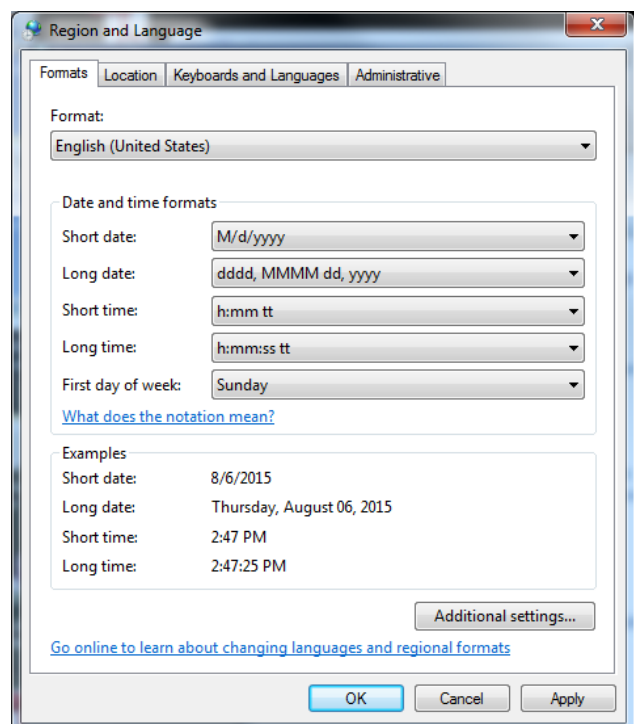 Region and Language
Formats Location Keyboards and Languages Administrative
Format:
English (United States)
Date and time formats
Short date: M/d/yyyy
Long date: dddd, MMMM dd, yyyy
Short time: h:mm tt
Long time: h:mm:ss tt
First day of week: Sunday
What does the notation mean?
Examples
Short date: 8/6/2015
Long date: Thursday, August 06, 2015
Short time: 2:47 PM
Long time: 2:47:25 PM
Additional settings...
Go online to learn about changing languages and regional formats
OK Cancel Apply